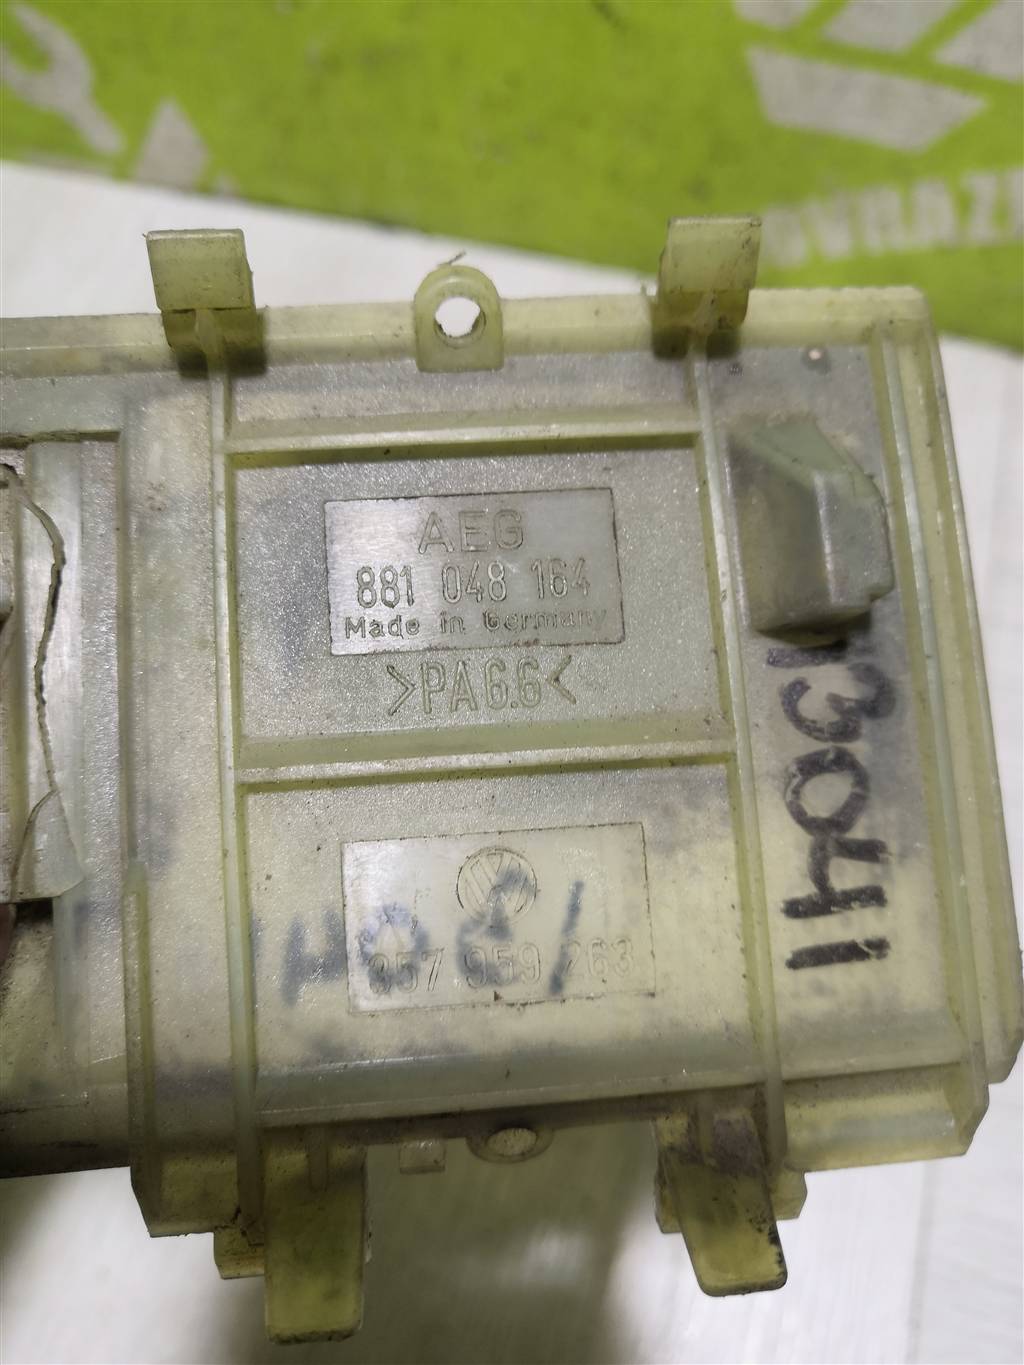 AEG
881 048 164
Made in Germany
>PA6.6<
357 959 263
13041